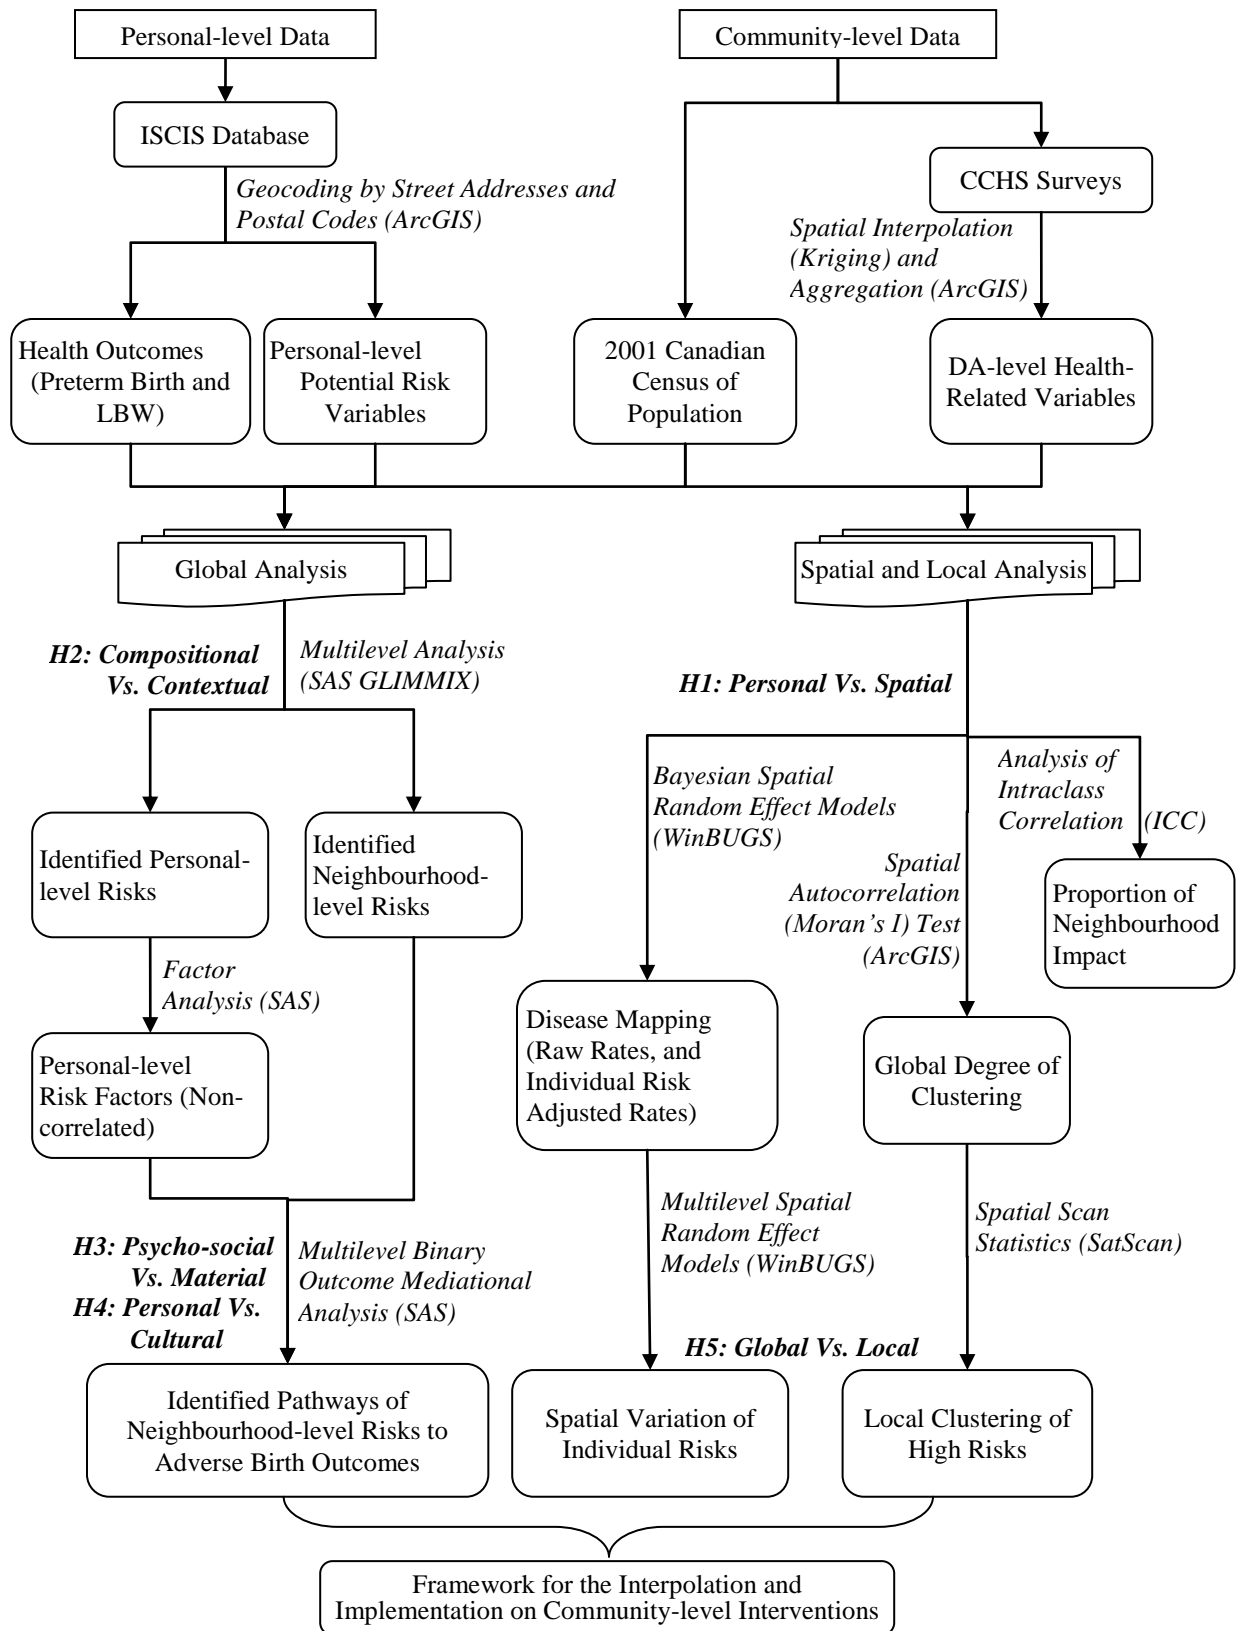 Personal-level Data
Community-level Data
ISCIS Database
CCHS Surveys
Geocoding by Street Addresses and
Postal Codes (ArcGIS)
Spatial Interpolation
(Kriging) and
Aggregation (ArcGIS)
Health Outcomes
(Preterm Birth and
LBW)
Personal-level
Potential Risk
Variables
2001 Canadian
Census of
Population
DA-level Health-
Related Variables
Global Analysis
Spatial and Local Analysis
H2: Compositional
Vs. Contextual
Multilevel Analysis
(SAS GLIMMIX)
H1: Personal Vs. Spatial
Bayesian Spatial
Random Effect Models
(WinBUGS)
Analysis of
Intraclass
Correlation (ICC)
Identified Personal-
level Risks
Identified
Neighbourhood-
level Risks
Spatial
Autocorrelation
(Moran's I) Test
(ArcGIS)
Proportion of
Neighbourhood
Impact
Factor
Analysis (SAS)
Personal-level
Risk Factors (Non-
correlated)
Disease Mapping
(Raw Rates, and
Individual Risk
Adjusted Rates)
Global Degree of
Clustering
H3: Psycho-social
Vs. Material
H4: Personal Vs.
Cultural
Multilevel Binary
Outcome Mediational
Analysis (SAS)
Multilevel Spatial
Random Effect
Models (WinBUGS)
Spatial Scan
Statistics (SatScan)
H5: Global Vs. Local
Identified Pathways of
Neighbourhood-level Risks to
Adverse Birth Outcomes
Spatial Variation of
Individual Risks
Local Clustering of
High Risks
Framework for the Interpolation and
Implementation on Community-level Interventions